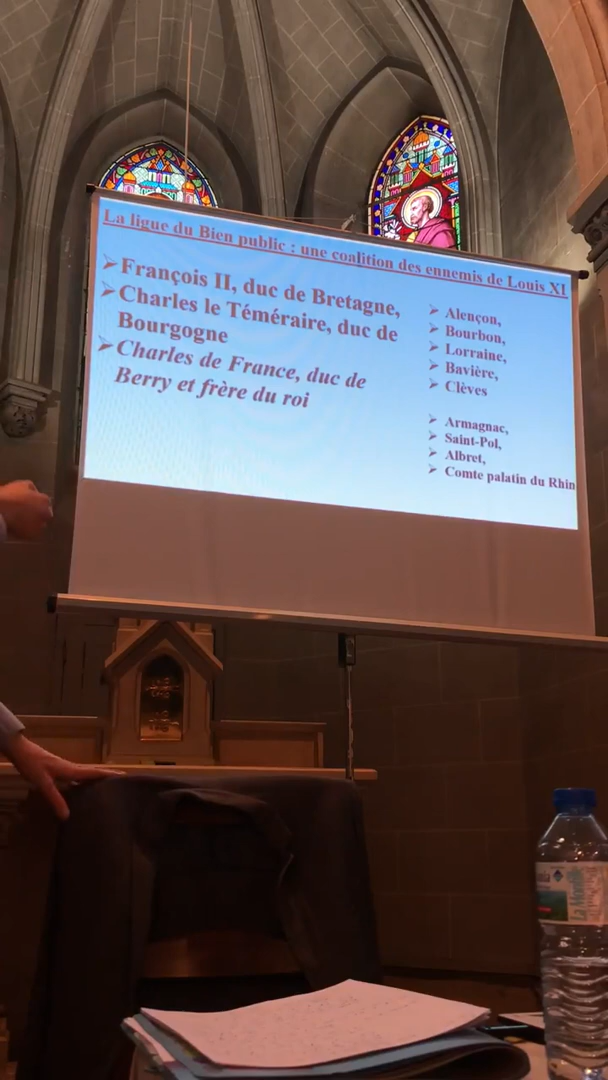 La ligue du Bien public : une coalition des ennemis de Louis XI
François II, duc de Bretagne,
Charles le Téméraire, duc de
Bourgogne
Charles de France, duc de
Berry et frère du roi
Alençon,
Bourbon,
Lorraine,
Bavière,
Clèves
Armagnac,
Saint-Pol,
Albret,
Comte palatin du Rhin